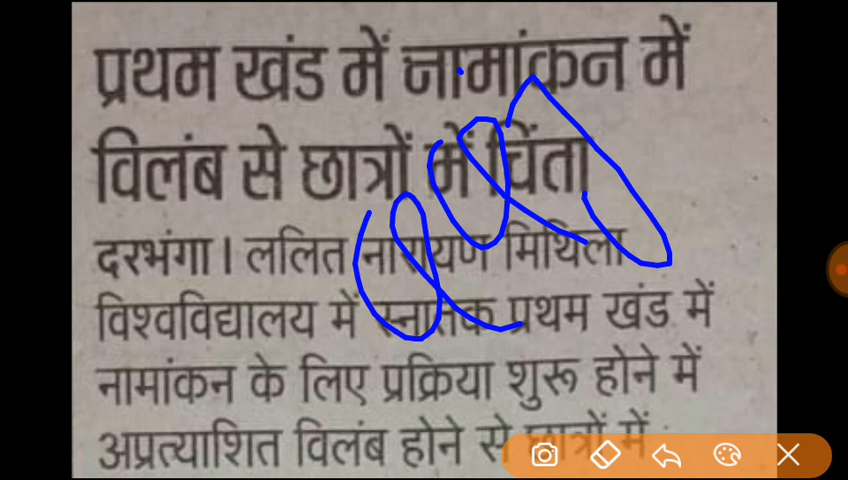 प्रथम खंड में नामांकन में
विलंब से छात्रों में चिंता
दरभंगा । ललित नारायण मिथिला
विश्वविद्यालय में स्नातक प्रथम खंड में
नामांकन के लिए प्रक्रिया शुरू होने में
अप्रत्याशित विलंब होने से छात्रों में